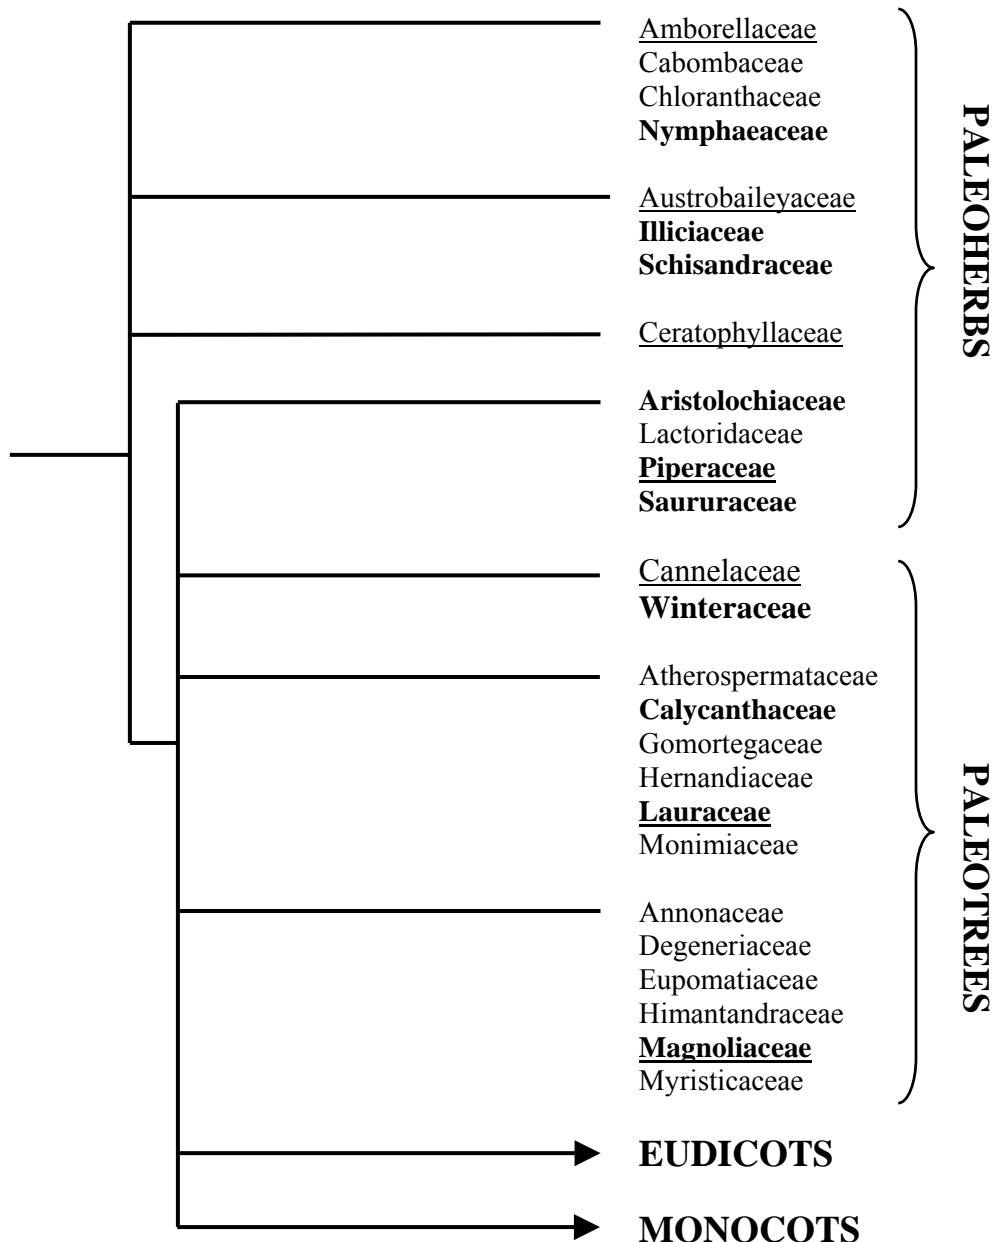 Amborellaceae
Cabombaceae
Chloranthaceae
Nymphaeaceae
Austrobaileyaceae
Illiciaceae
Schisandraceae
Ceratophyllaceae
Aristolochiaceae
Lactoridaceae
Piperaceae
Saururaceae
PALEOHERBS
Cannelaceae
Winteraceae
Atherospermataceae
Calycanthaceae
Gomortegaceae
Hernandiaceae
Lauraceae
Monimiaceae
Annonaceae
Degeneriaceae
Eupomatiaceae
Himantandraceae
Magnoliaceae
Myristicaceae
PALEOTREES
EUDICOTS
MONOCOTS